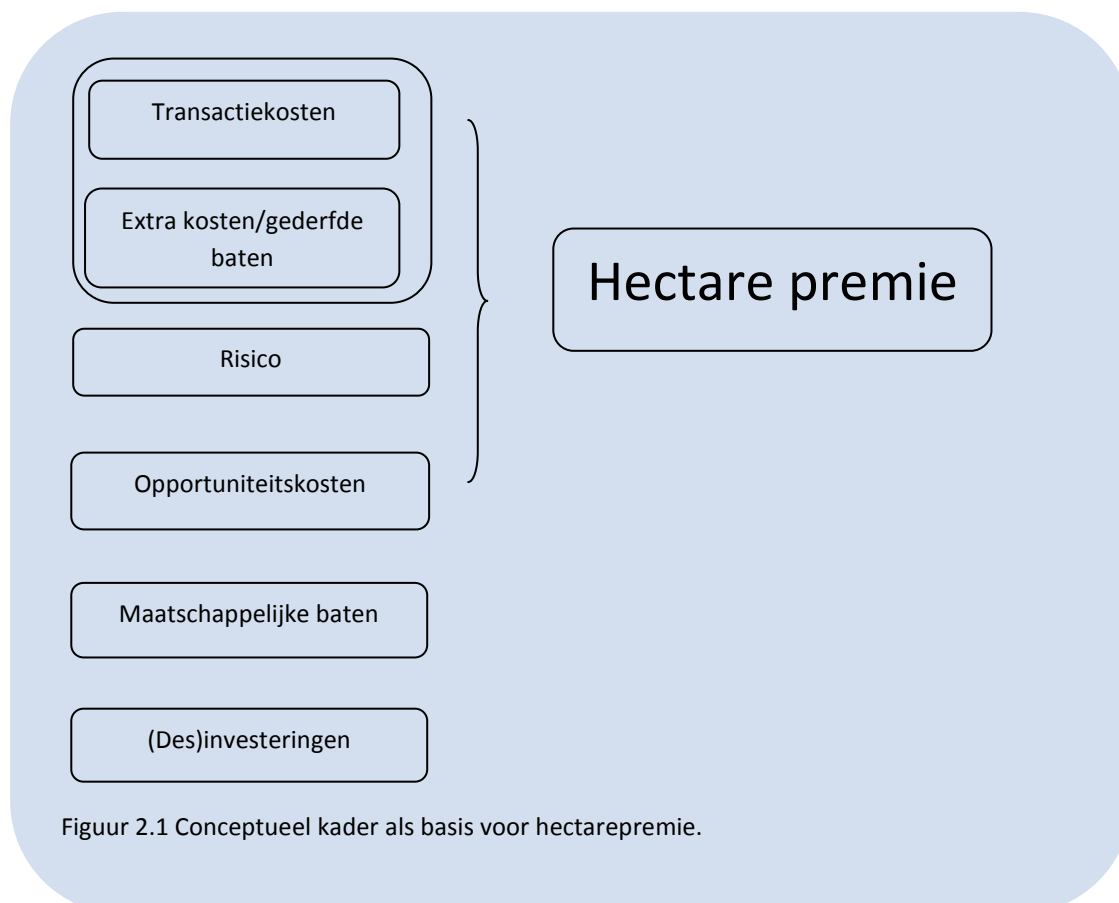 Transactiekosten
Extra kosten/gederfde
baten
Risico
Opportuniteitskosten
Maatschappelijke baten
(Des)investeringen
Hectare premie
Figuur 2.1 Conceptueel kader als basis voor hectarepremie.